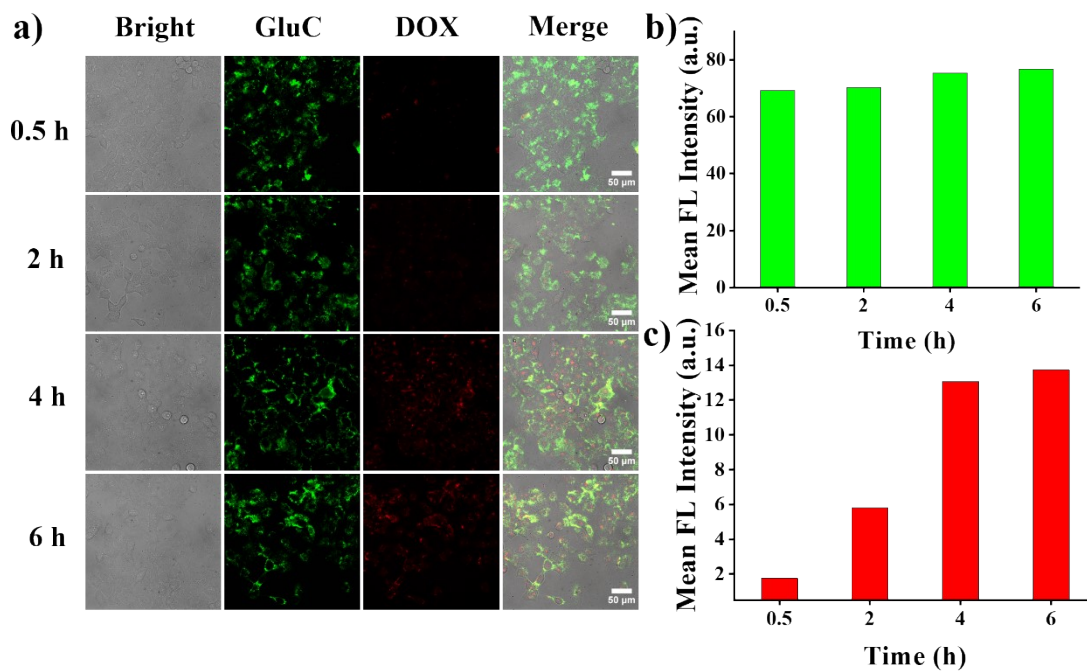 a)
Bright GluC DOX Merge
0.5 h
50 µm
2 h
50 µm
4 h
50 µm
6 h
50 µm
b)
Mean FL Intensity (a.u.)
80
60
40
20
0
0.5 2 4 6
Time (h)
c)
Mean FL Intensity (a.u.)
16
14
12
10
8
6
4
2
0.5 2 4 6
Time (h)